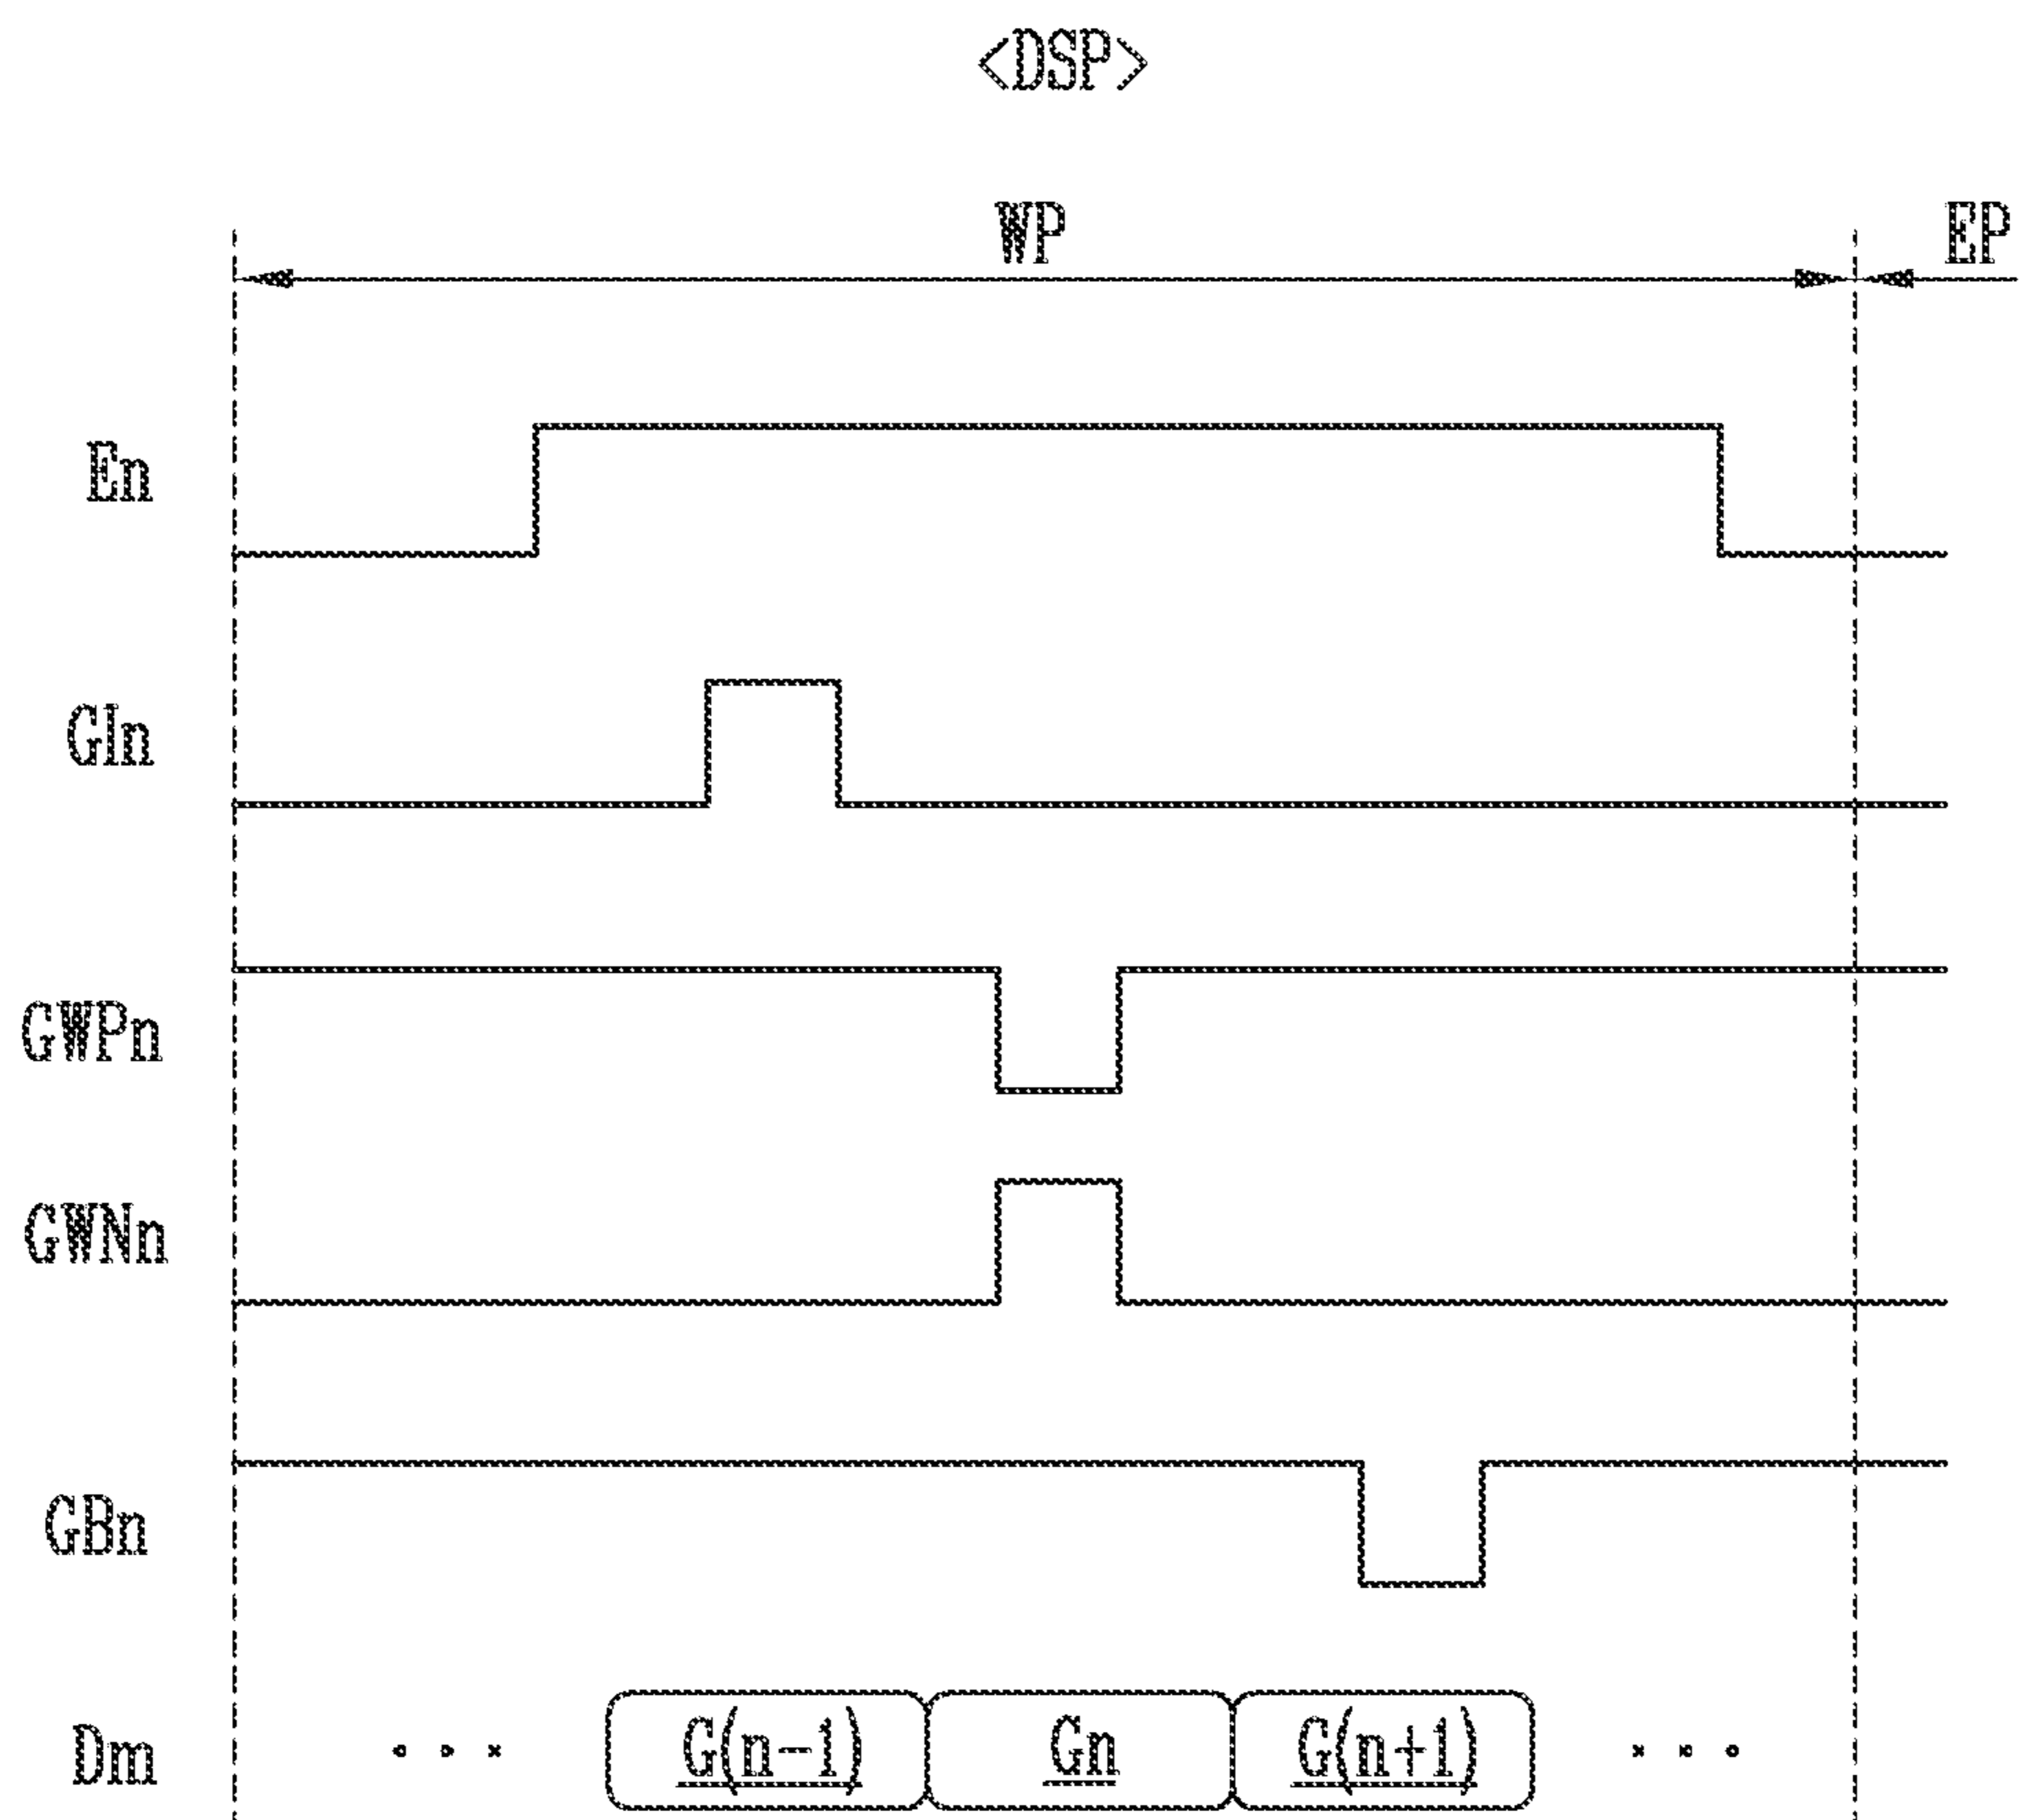 <DSP>
WP EP
En
GIn
GWPn
GWNn
GBn
Dm ... G(n-1) Gn G(n+1) ...